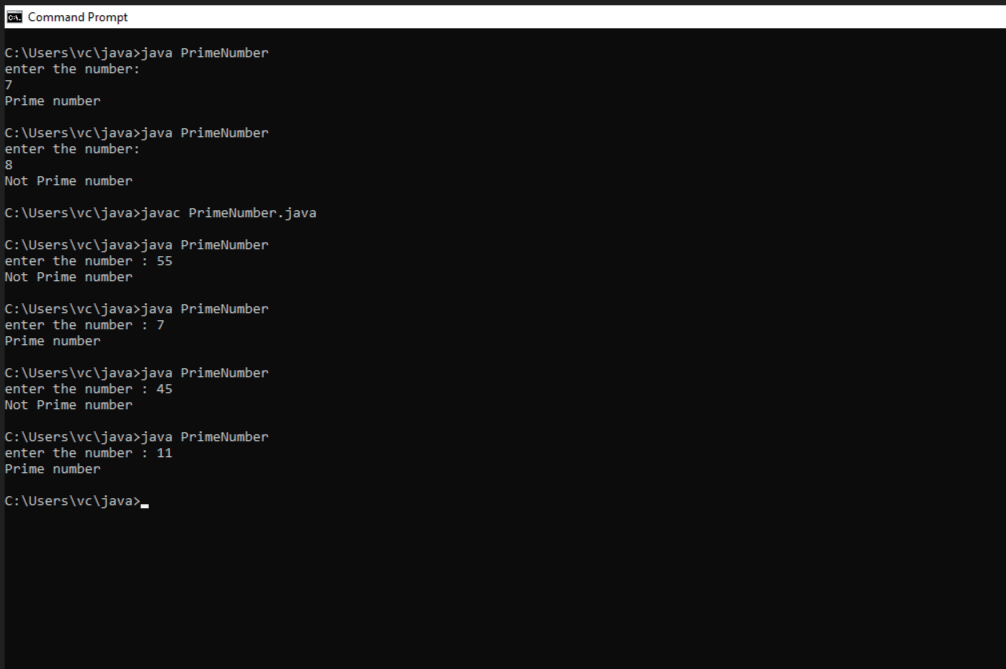 Command Prompt
C:\Users\vc\java>java PrimeNumber
enter the number:
7
Prime number
C:\Users\vc\java>java PrimeNumber
enter the number:
8
Not Prime number
C:\Users\vc\java>javac PrimeNumber.java
C:\Users\vc\java>java PrimeNumber
enter the number : 55
Not Prime number
C:\Users\vc\java>java PrimeNumber
enter the number : 7
Prime number
C:\Users\vc\java>java PrimeNumber
enter the number : 45
Not Prime number
C:\Users\vc\java>java PrimeNumber
enter the number : 11
Prime number
C:\Users\vc\java>